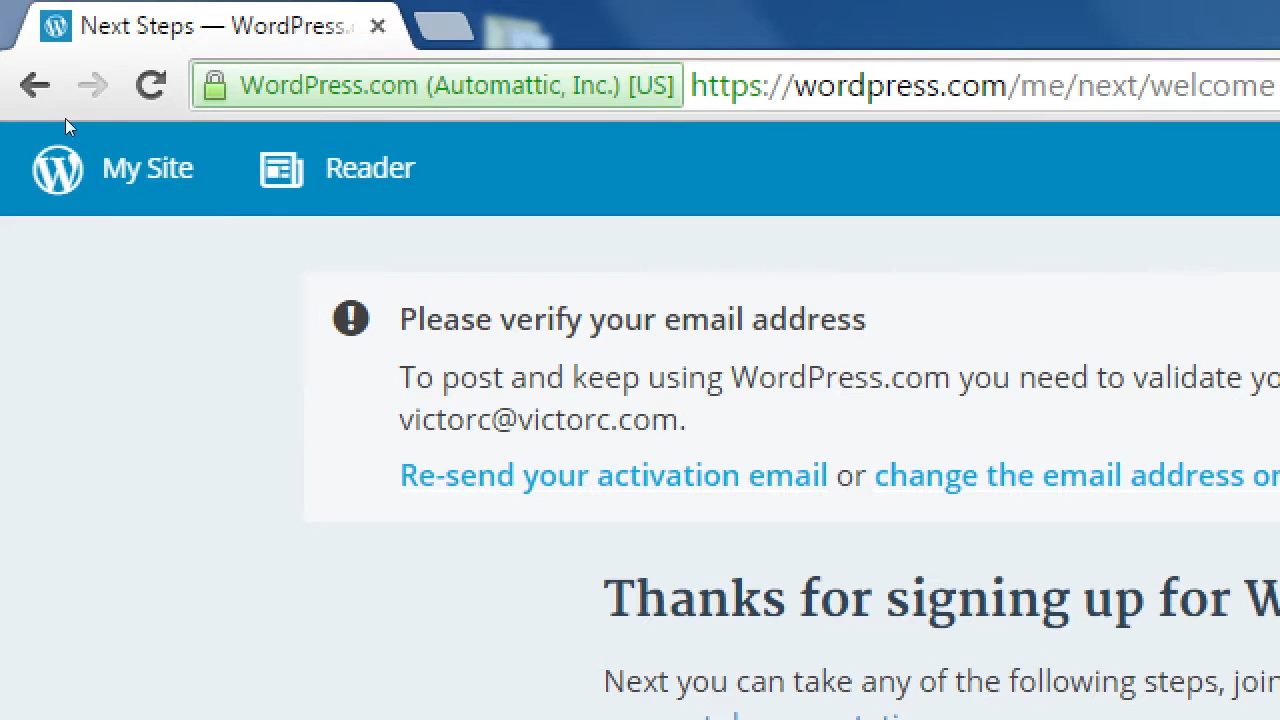 Next Steps — WordPress.
WordPress.com (Automattic, Inc.) [US] https://wordpress.com/me/next/welcome
My Site Reader
Please verify your email address
To post and keep using WordPress.com you need to validate yo
victorc@victorc.com.
Re-send your activation email or change the email address or
Thanks for signing up for W
Next you can take any of the following steps, join